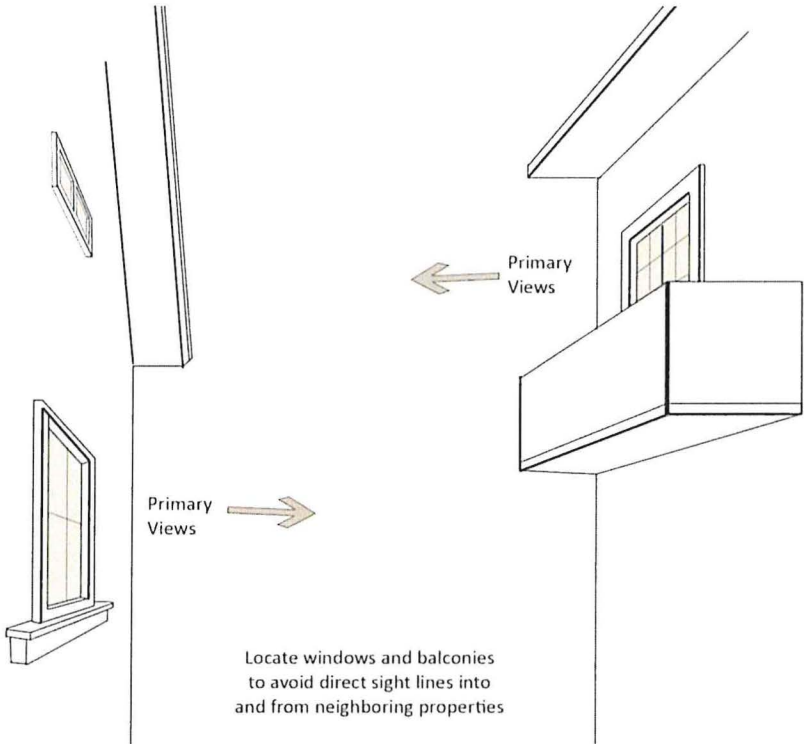 Primary
Views
Primary
Views
Locate windows and balconies
to avoid direct sight lines into
and from neighboring properties